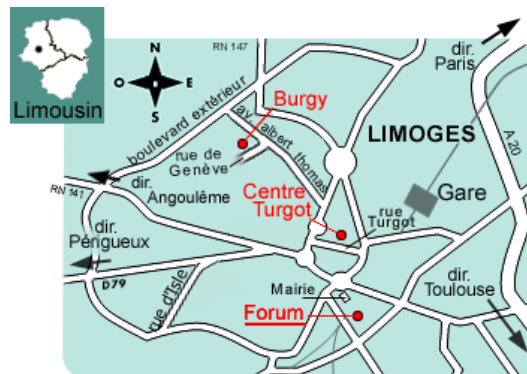 Limousin
N
O
E
S
RN 147
dir.
Paris
Burgy
boulevard extérieur
av. albert thomas
LIMOGES
A 20
rue de
Genève
RN 141
dir.
Angoulême
Centre
Turgot
Gare
rue
Turgot
dir.
Périgueux
D79
rue d'Isle
Mairie
dir.
Toulouse
Forum